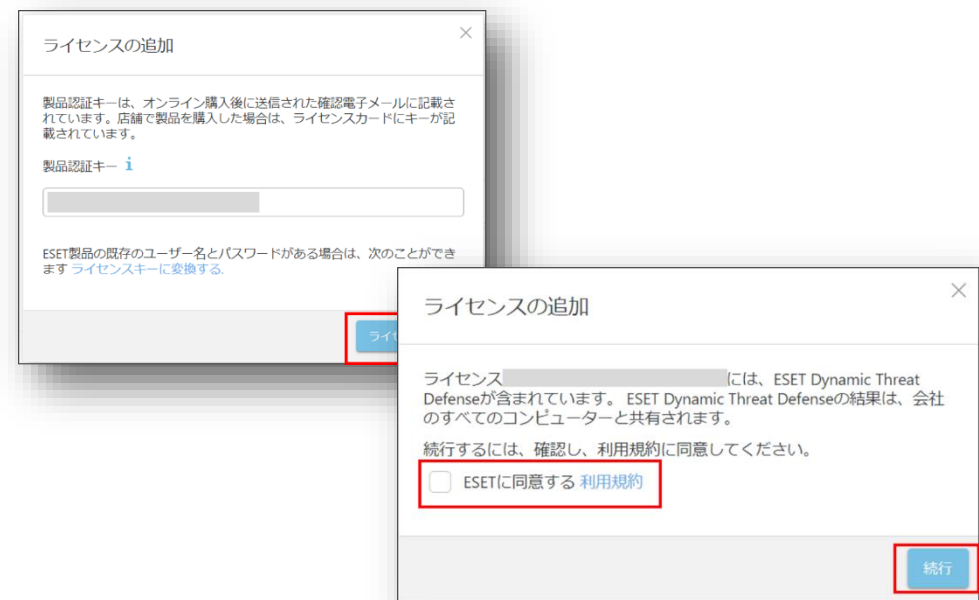 ライセンスの追加
製品認証キーは、オンライン購入後に送信された確認電子メールに記載さ
れています。店舗で製品を購入した場合は、ライセンスカードにキーが記
載されています。
製品認証キー i
ESET製品の既存のユーザー名とパスワードがある場合は、次のことができ
ます ライセンスキーに変換する.
ライセンスの追加
ライセンス には、ESET Dynamic Threat
Defenseが含まれています。 ESET Dynamic Threat Defenseの結果は、会社
のすべてのコンピューターと共有されます。
続行するには、確認し、利用規約に同意してください。
ESETに同意する 利用規約
続行